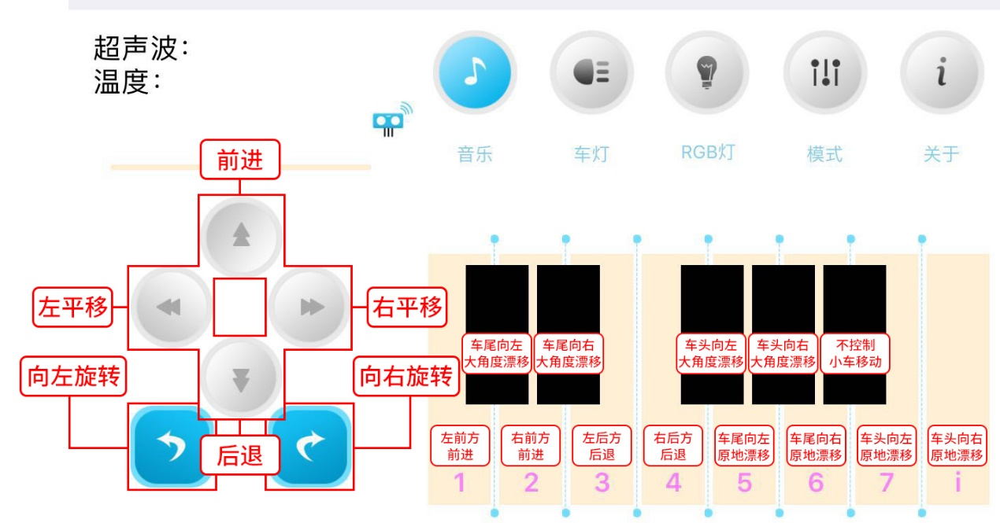 超声波：
温度：
音乐
车灯
RGB灯
模式
关于
前进
左平移
右平移
向左旋转
向右旋转
后退
车尾向左
大角度漂移
车尾向右
大角度漂移
车头向左
大角度漂移
车头向右
大角度漂移
不控制
小车移动
左前方
前进
右前方
前进
左后方
后退
右后方
后退
车尾向左
原地漂移
车尾向右
原地漂移
车头向左
原地漂移
车头向右
原地漂移
1
2
3
4
5
6
7
i